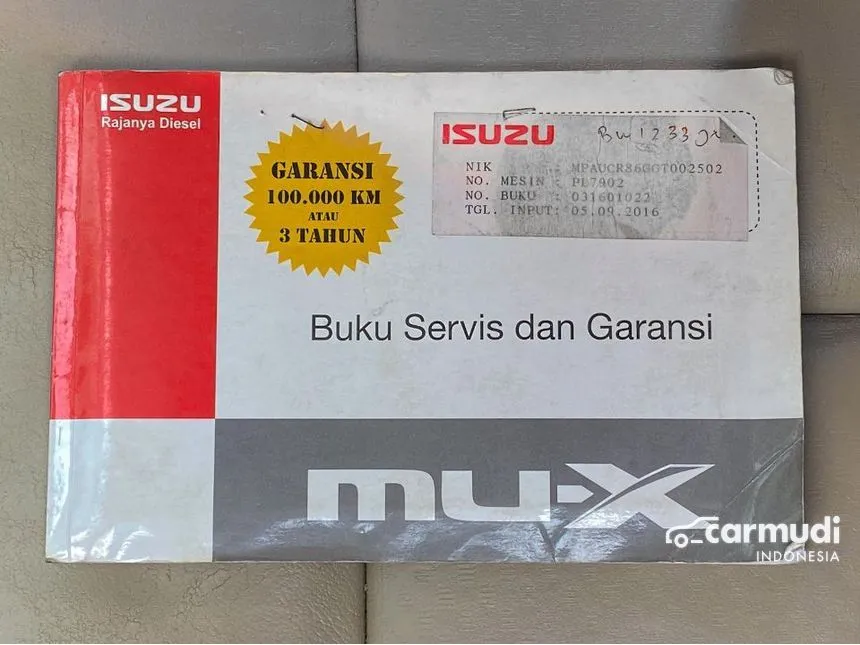 ISUZU
Rajanya Diesel
GARANSI
100.000 KM
ATAU
3 TAHUN
ISUZU
NIK : MPAUCR86GGT002502
NO. MESIN : PL7902
NO. BUKU : 031601022
TGL. INPUT: 05.09.2016
Buku Servis dan Garansi
mu-X
carmudi
INDONESIA